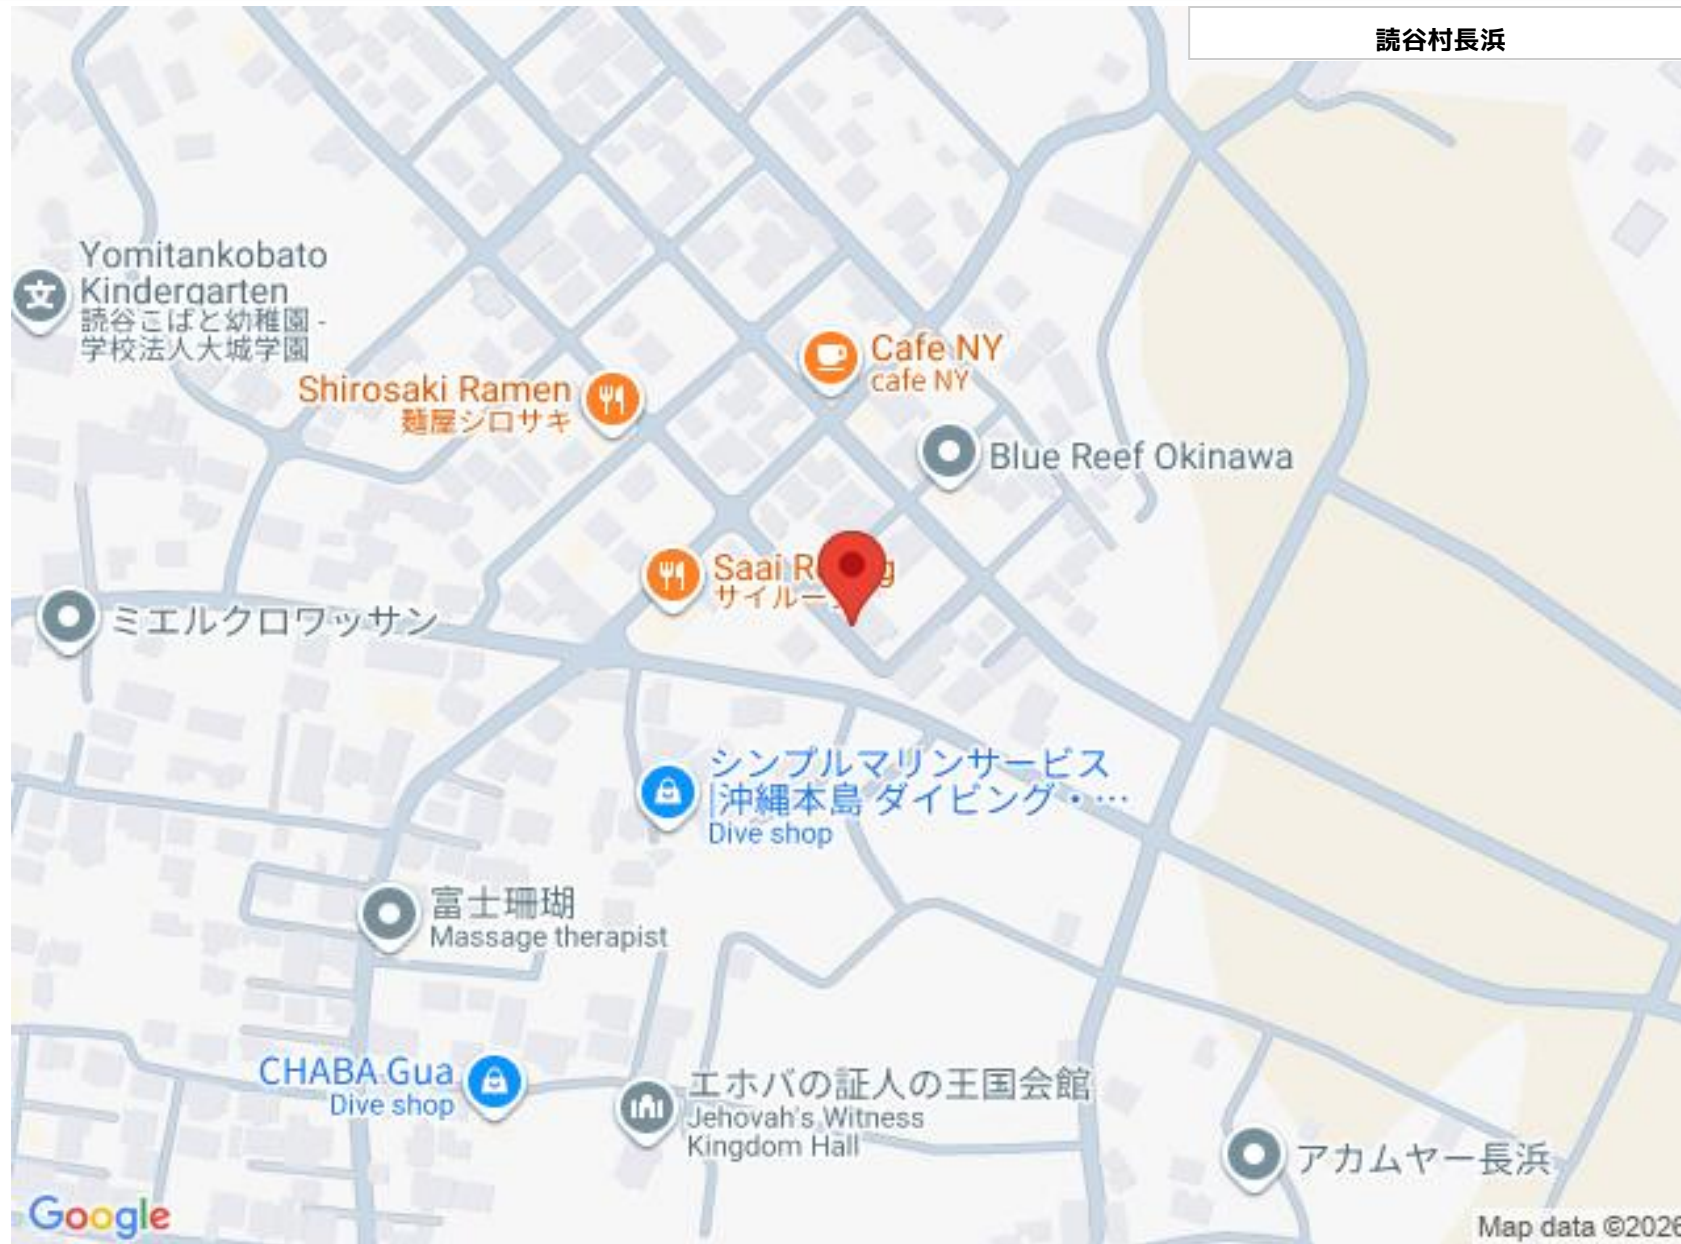 読谷村長浜
Yomitankobato
Kindergarten
読谷こばと幼稚園 -
学校法人大城学園
Shirosaki Ramen
麺屋シロサキ
Cafe NY
cafe NY
Blue Reef Okinawa
Saai
サイルー
ミエルクロワッサン
シンプルマリンサービス
|沖縄本島 ダイビング・…
Dive shop
富士珊瑚
Massage therapist
CHABA Gua
Dive shop
エホバの証人の王国会館
Jehovah's Witness
Kingdom Hall
アカムヤー長浜
Google
Map data ©2026